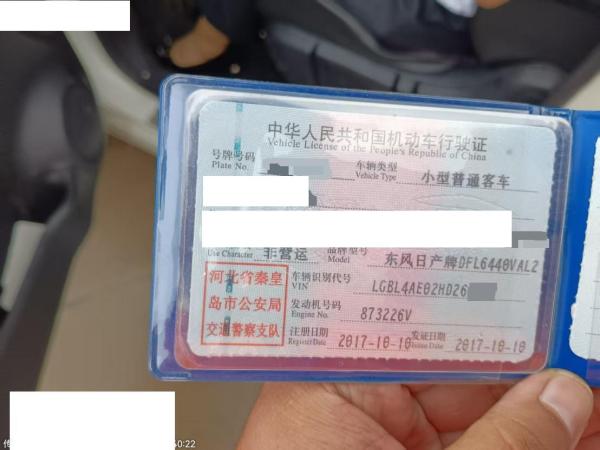 中华人民共和国机动车行驶证
Vehicle License of the People's Republic of China
号牌号码 车辆类型 小型普通客车
Plate No. Vehicle Type
非营运 品牌型号 东风日产牌DFL6440VAL2
Use Character Model
河北省秦皇
岛市公安局
交通警察支队
车辆识别代号 LGBL4AE02HD26
VIN
发动机号码 873226V
Engine No.
注册日期 2017-10-10 发证日期 2017-10-10
Register Date Issue Date
传
0:22